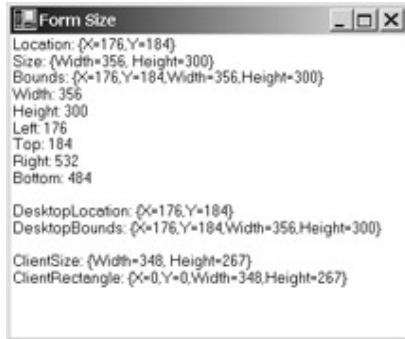 Form Size
Location: {X=176,Y=184}
Size: {Width=356, Height=300}
Bounds: {X=176,Y=184,Width=356,Height=300}
Width: 356
Height: 300
Left: 176
Top: 184
Right: 532
Bottom: 484
DesktopLocation: {X=176,Y=184}
DesktopBounds: {X=176,Y=184,Width=356,Height=300}
ClientSize: {Width=348, Height=267}
ClientRectangle: {X=0,Y=0,Width=348,Height=267}